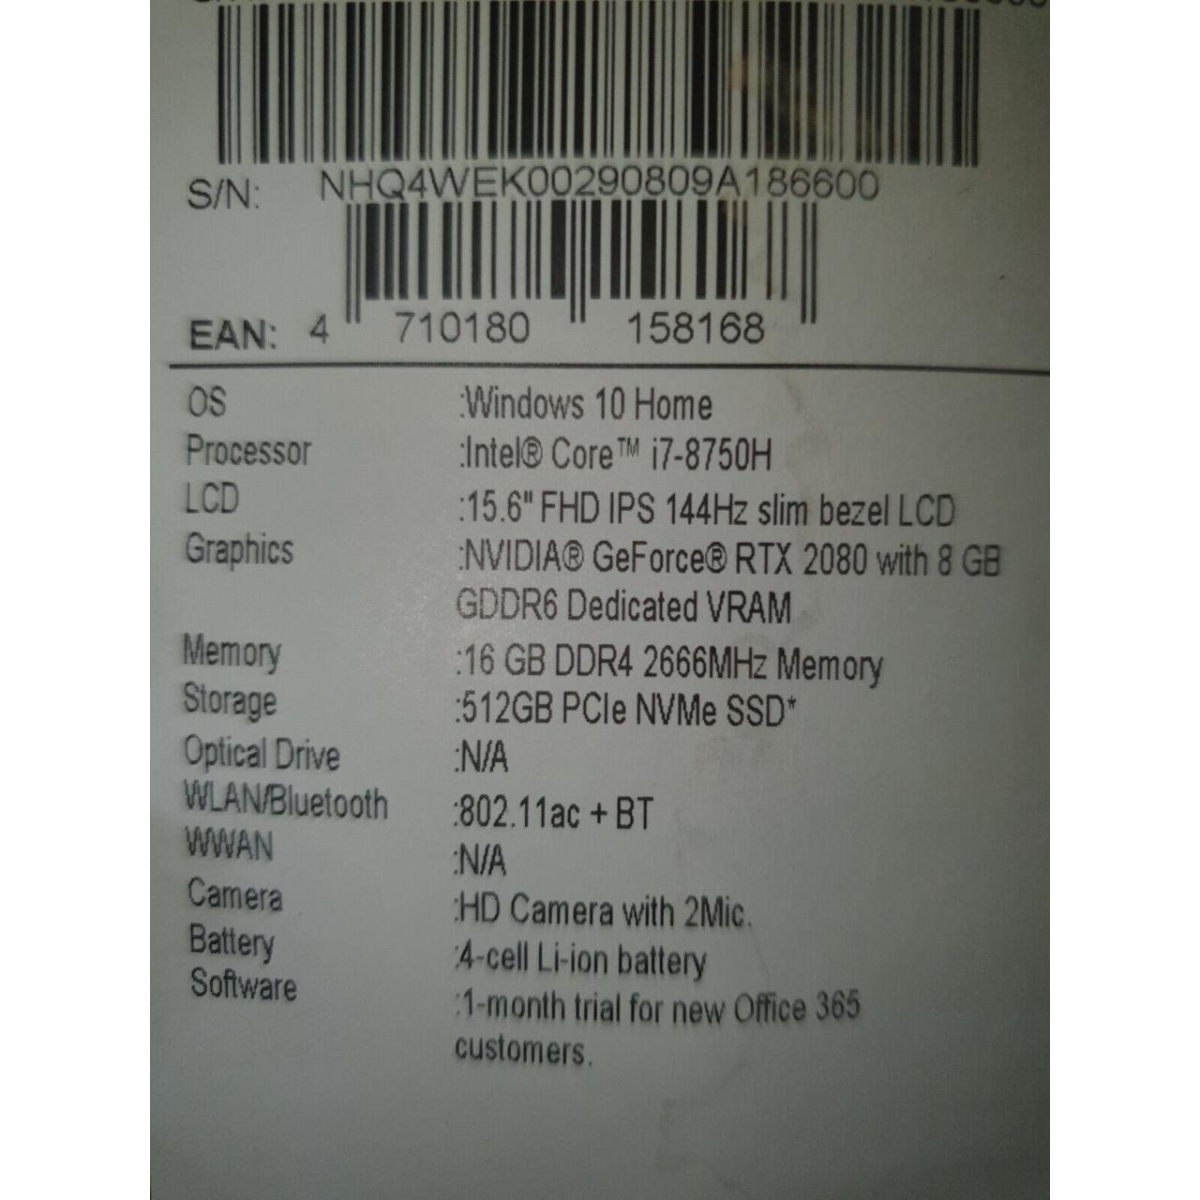 S/N: NHQ4WEK00290809A186600
EAN: 4 710180 158168
OS :Windows 10 Home
Processor :Intel® Core™ i7-8750H
LCD :15.6" FHD IPS 144Hz slim bezel LCD
Graphics :NVIDIA® GeForce® RTX 2080 with 8 GB
GDDR6 Dedicated VRAM
Memory :16 GB DDR4 2666MHz Memory
Storage :512GB PCIe NVMe SSD*
Optical Drive :N/A
WLAN/Bluetooth :802.11ac + BT
WWAN :N/A
Camera :HD Camera with 2Mic.
Battery :4-cell Li-ion battery
Software :1-month trial for new Office 365
customers.